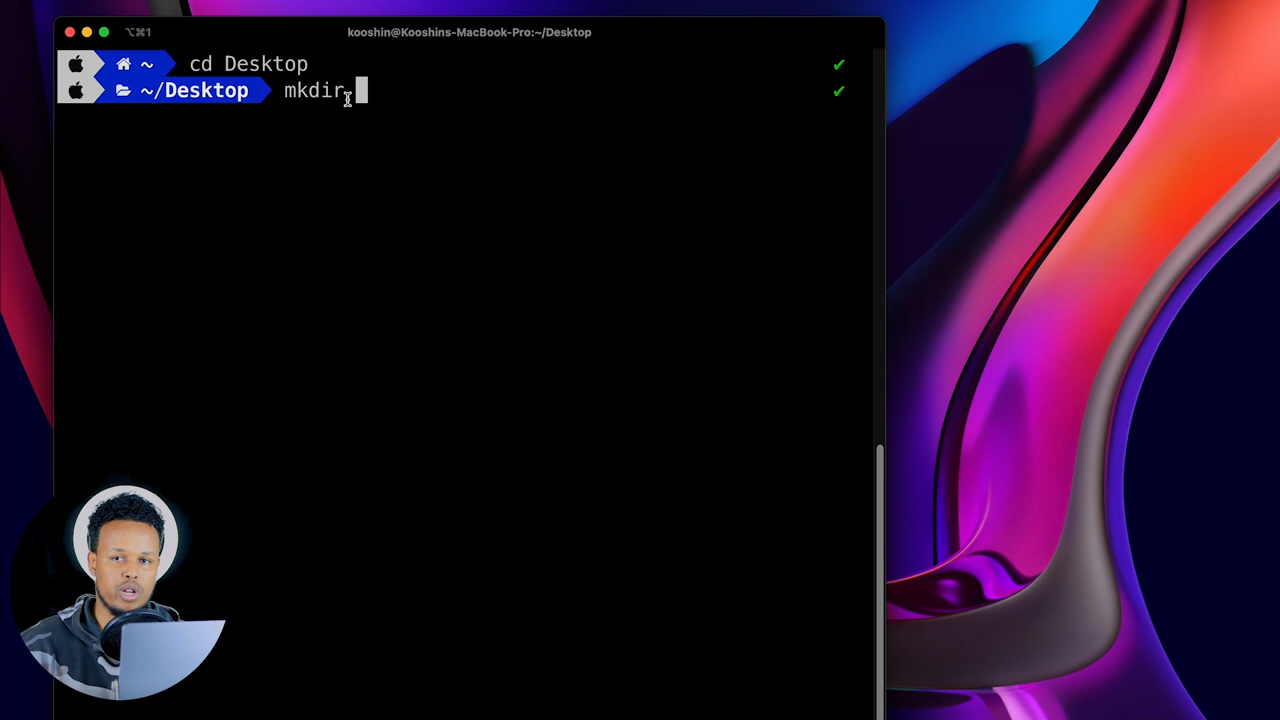 ⌥⌘1 kooshin@Kooshins-MacBook-Pro:~/Desktop
~ cd Desktop ✔
~/Desktop mkdir ✔